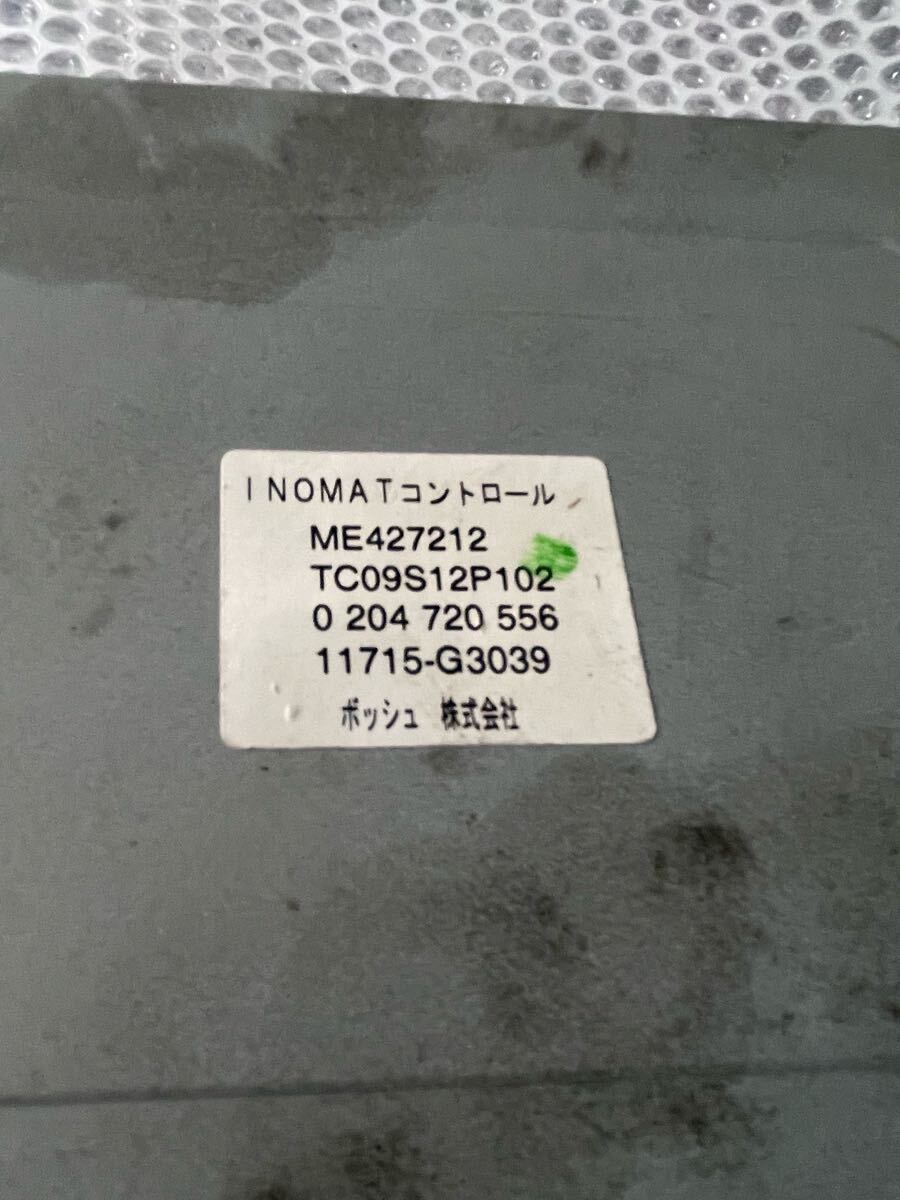 INOMATコントロール
ME427212
TC09S12P102
0 204 720 556
11715-G3039
ボッシュ 株式会社